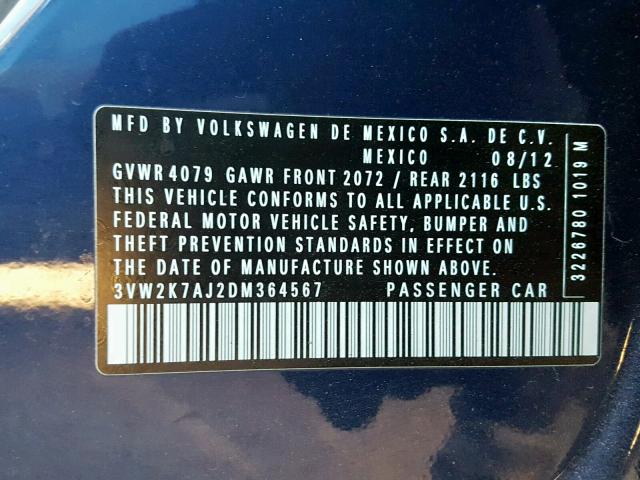 MFD BY VOLKSWAGEN DE MEXICO S.A. DE C.V.
MEXICO 08/12
GVWR 4079 GAWR FRONT 2072 / REAR 2116 LBS
THIS VEHICLE CONFORMS TO ALL APPLICABLE U.S.
FEDERAL MOTOR VEHICLE SAFETY, BUMPER AND
THEFT PREVENTION STANDARDS IN EFFECT ON
THE DATE OF MANUFACTURE SHOWN ABOVE.
3VW2K7AJ2DM364567 PASSENGER CAR
3226780 1019 M